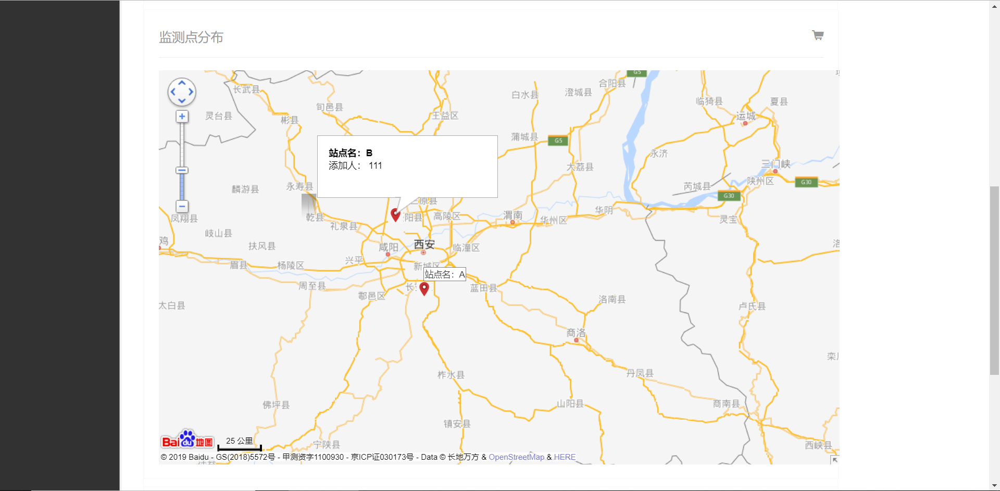 监测点分布
G5
合阳县
白水县
澄城县
长武县
临猗县
夏县
旬邑县
灵台县
王益区
彬县
运城
蒲城县
G5
站点名：B
添加人： 111
永济
三门峡
大荔县
陕州区
G30
永寿县
麟游县
芮城县
G30
三原县
华阴
乾县
阳县
高陵区
渭南
华州区
灵宝
凤翔县
礼泉县
岐山县
鸡
扶风县
咸阳
西安
临潼区
兴平
眉县
杨陵区
新城区
站点名：A
周至县
长
蓝田县
鄠邑区
洛南县
太白县
卢氏县
商洛
丹凤县
柞水县
佛坪县
山阳县
商南县
镇安县
宁陕县
西峡县
Bai du 地图
25 公里
© 2019 Baidu - GS(2018)5572号 - 甲测资字1100930 - 京ICP证030173号 - Data © 长地万方 & OpenStreetMap & HERE